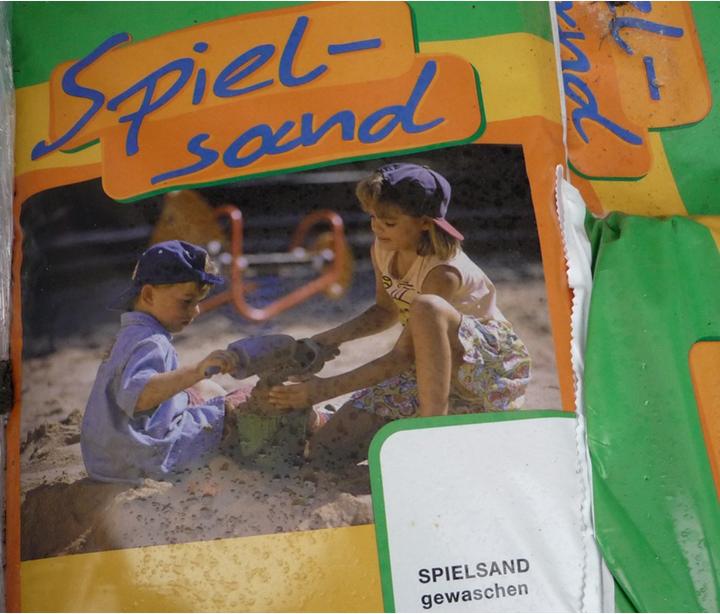 Spiel-
sand
SPIELSAND
gewaschen